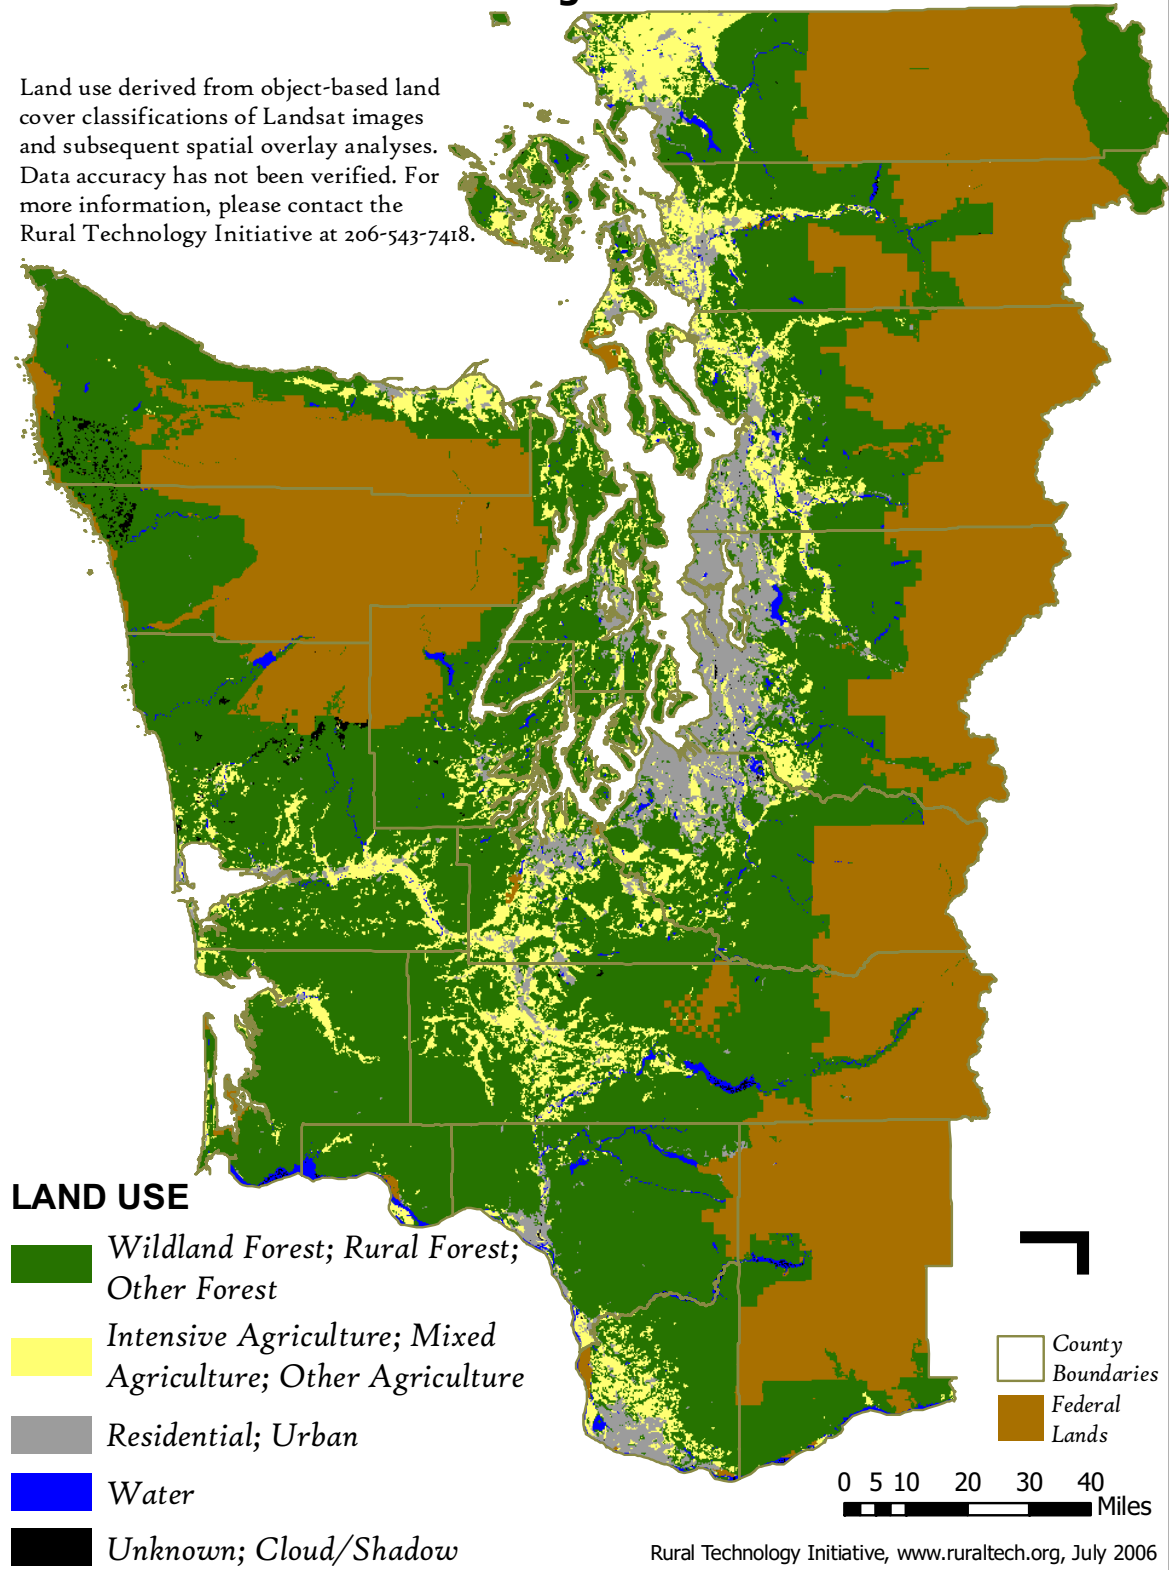 Land use derived from object-based land
cover classifications of Landsat images
and subsequent spatial overlay analyses.
Data accuracy has not been verified. For
more information, please contact the
Rural Technology Initiative at 206-543-7418.
LAND USE
Wildland Forest; Rural Forest;
Other Forest
Intensive Agriculture; Mixed
Agriculture; Other Agriculture
Residential; Urban
Water
Unknown; Cloud/Shadow
County
Boundaries
Federal
Lands
0 5 10 20 30 40
Miles
Rural Technology Initiative, www.ruraltech.org, July 2006